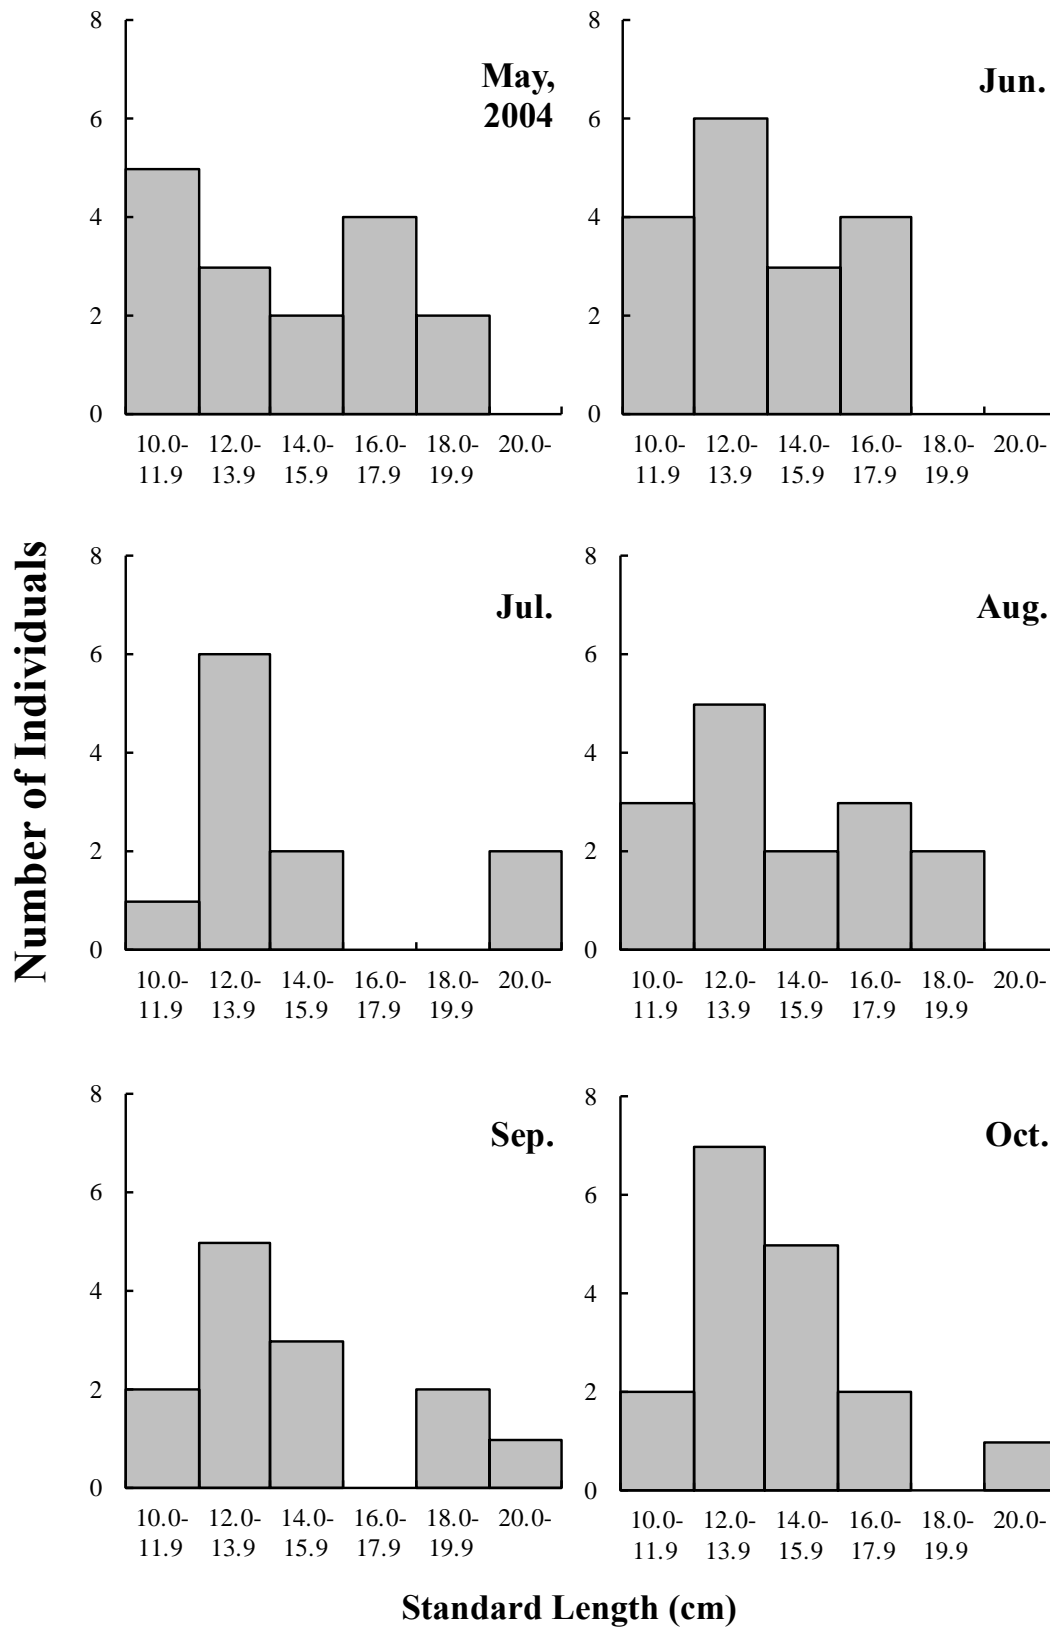 Number of Individuals
May,
2004
8
6
4
2
0
10.0- 12.0- 14.0- 16.0- 18.0- 20.0-
11.9 13.9 15.9 17.9 19.9
Jun.
8
6
4
2
0
10.0- 12.0- 14.0- 16.0- 18.0- 20.0-
11.9 13.9 15.9 17.9 19.9
Jul.
8
6
4
2
0
10.0- 12.0- 14.0- 16.0- 18.0- 20.0-
11.9 13.9 15.9 17.9 19.9
Aug.
8
6
4
2
0
10.0- 12.0- 14.0- 16.0- 18.0- 20.0-
11.9 13.9 15.9 17.9 19.9
Sep.
8
6
4
2
0
10.0- 12.0- 14.0- 16.0- 18.0- 20.0-
11.9 13.9 15.9 17.9 19.9
Oct.
8
6
4
2
0
10.0- 12.0- 14.0- 16.0- 18.0- 20.0-
11.9 13.9 15.9 17.9 19.9
Standard Length (cm)